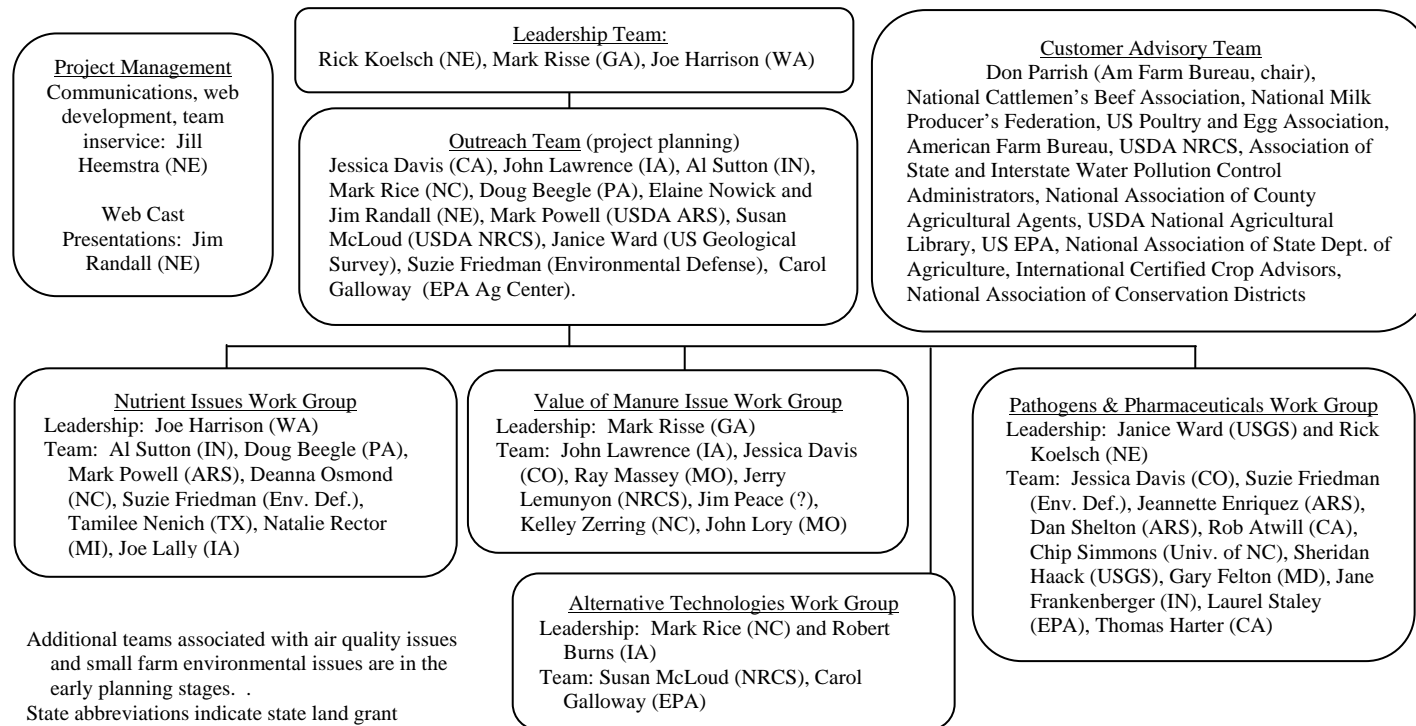 Project Management
Communications, web
development, team
inservice: Jill
Heemstra (NE)
Web Cast
Presentations: Jim
Randall (NE)
Leadership Team:
Rick Koelsch (NE), Mark Risse (GA), Joe Harrison (WA)
Outreach Team (project planning)
Jessica Davis (CA), John Lawrence (IA), Al Sutton (IN),
Mark Rice (NC), Doug Beegle (PA), Elaine Nowick and
Jim Randall (NE), Mark Powell (USDA ARS), Susan
McLoud (USDA NRCS), Janice Ward (US Geological
Survey), Suzie Friedman (Environmental Defense), Carol
Galloway (EPA Ag Center).
Customer Advisory Team
Don Parrish (Am Farm Bureau, chair),
National Cattlemen's Beef Association, National Milk
Producer's Federation, US Poultry and Egg Association,
American Farm Bureau, USDA NRCS, Association of
State and Interstate Water Pollution Control
Administrators, National Association of County
Agricultural Agents, USDA National Agricultural
Library, US EPA, National Association of State Dept. of
Agriculture, International Certified Crop Advisors,
National Association of Conservation Districts
Nutrient Issues Work Group
Leadership: Joe Harrison (WA)
Team: Al Sutton (IN), Doug Beegle (PA),
Mark Powell (ARS), Deanna Osmond
(NC), Suzie Friedman (Env. Def.),
Tamilee Nenich (TX), Natalie Rector
(MI), Joe Lally (IA)
Value of Manure Issue Work Group
Leadership: Mark Risse (GA)
Team: John Lawrence (IA), Jessica Davis
(CO), Ray Massey (MO), Jerry
Lemunyon (NRCS), Jim Peace (?),
Kelley Zerring (NC), John Lory (MO)
Pathogens & Pharmaceuticals Work Group
Leadership: Janice Ward (USGS) and Rick
Koelsch (NE)
Team: Jessica Davis (CO), Suzie Friedman
(Env. Def.), Jeannette Enriquez (ARS),
Dan Shelton (ARS), Rob Atwill (CA),
Chip Simmons (Univ. of NC), Sheridan
Haack (USGS), Gary Felton (MD), Jane
Frankenberger (IN), Laurel Staley
(EPA), Thomas Harter (CA)
Alternative Technologies Work Group
Leadership: Mark Rice (NC) and Robert
Burns (IA)
Team: Susan McLoud (NRCS), Carol
Galloway (EPA)
Additional teams associated with air quality issues
and small farm environmental issues are in the
early planning stages. .
State abbreviations indicate state land grant